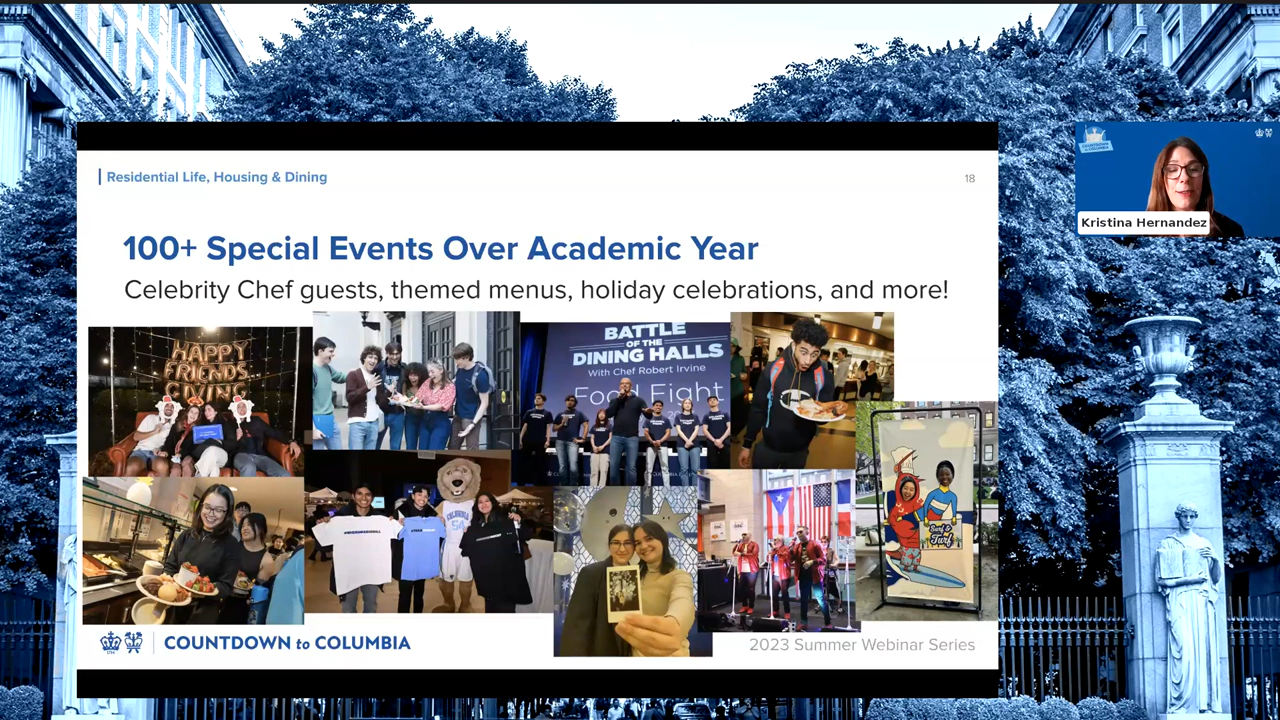 Residential Life, Housing & Dining
18
100+ Special Events Over Academic Year
Celebrity Chef guests, themed menus, holiday celebrations, and more!
HAPPY
FRIENDS
GIVING
BATTLE
OF THE
DINING HALLS
With Chef Robert Irvine
Food Fight
COLUMBIA
Surf &
Turf
COUNTDOWN to COLUMBIA
2023 Summer Webinar Series
Kristina Hernandez